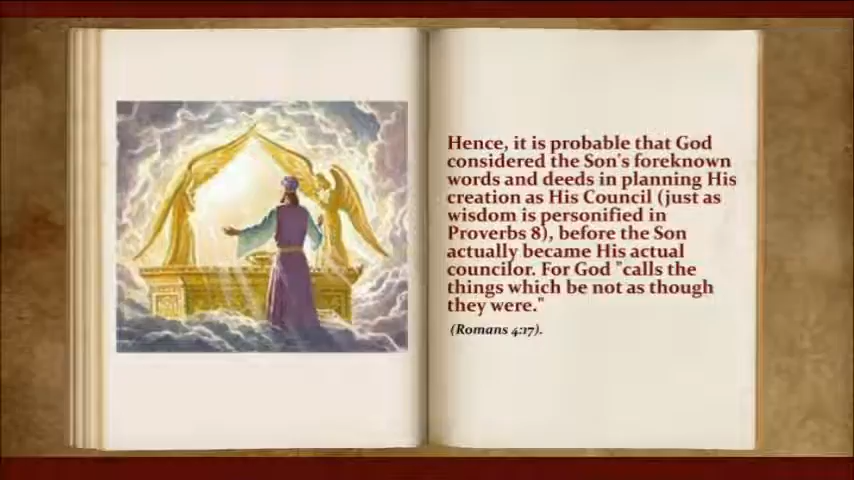 Hence, it is probable that God
considered the Son's foreknown
words and deeds in planning His
creation as His Council (just as
wisdom is personified in
Proverbs 8), before the Son
actually became His actual
councilor. For God "calls the
things which be not as though
they were."
(Romans 4:17).